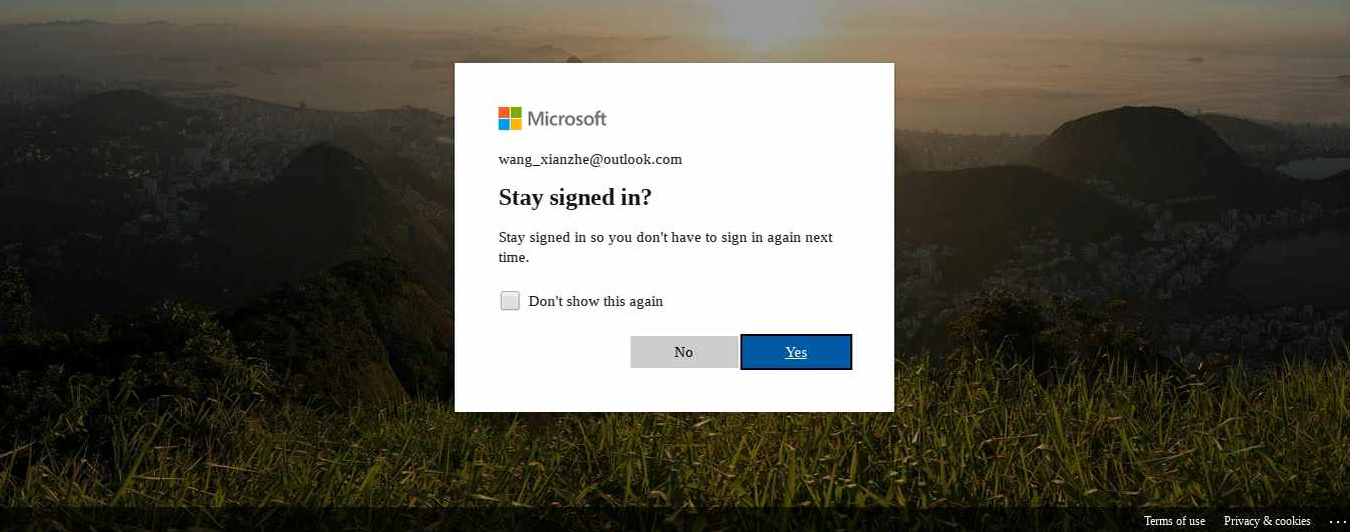 Microsoft
wang_xianzhe@outlook.com
Stay signed in?
Stay signed in so you don't have to sign in again next
time.
Don't show this again
No Yes
Terms of use Privacy & cookies ...